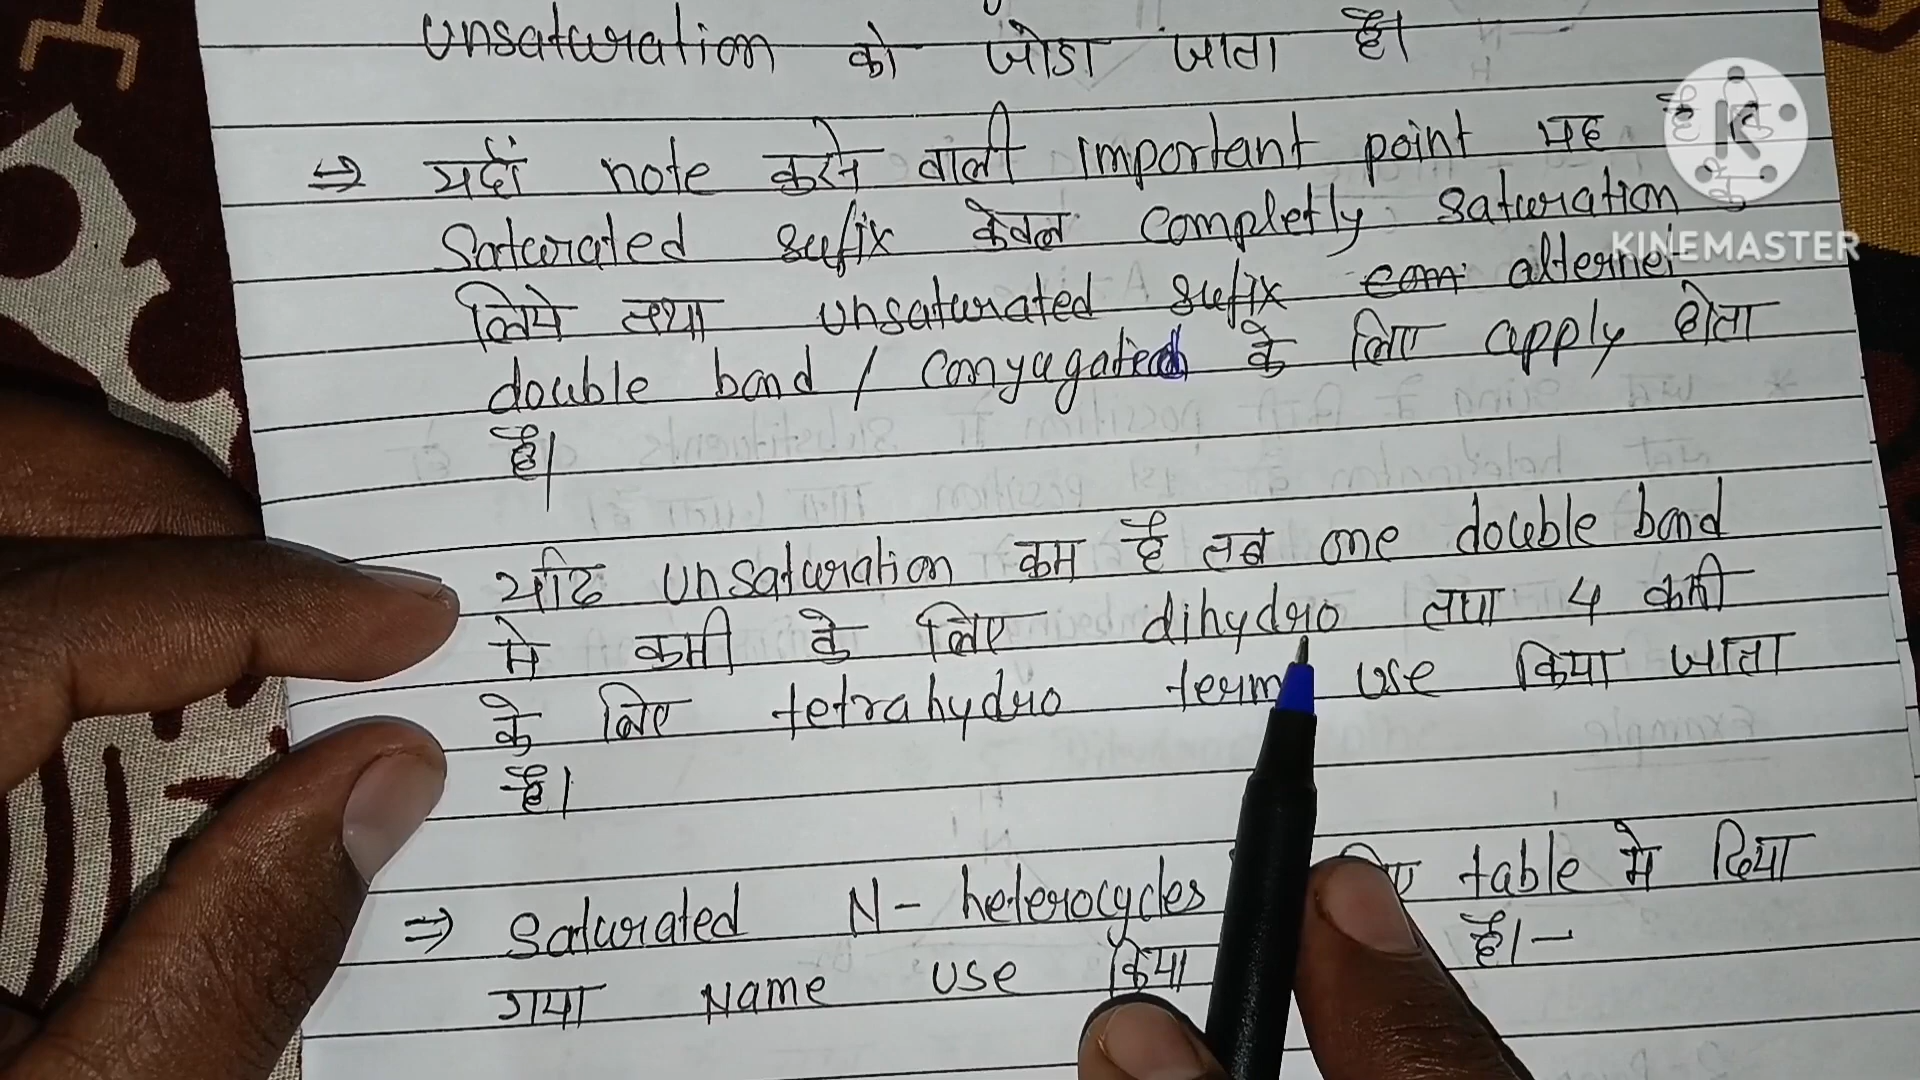 unsaturation को जोडा जाता है।
⇒ यहाँ note करने वाली important point यह है
Saturated sufix केवल completly saturation
लिये तथा unsaturated sufix com alternet
double bond / conyugated के लिए apply होता
है।
यदि unsaturation कम है तब one double bond
मे कमी के लिए dihydro तथा 4 कमी
के लिए tetrahydro term use किया जाता
है।
⇒ saturated N-heterocycles table मे दिया
गया Name use किया है।-
K
KINEMASTER